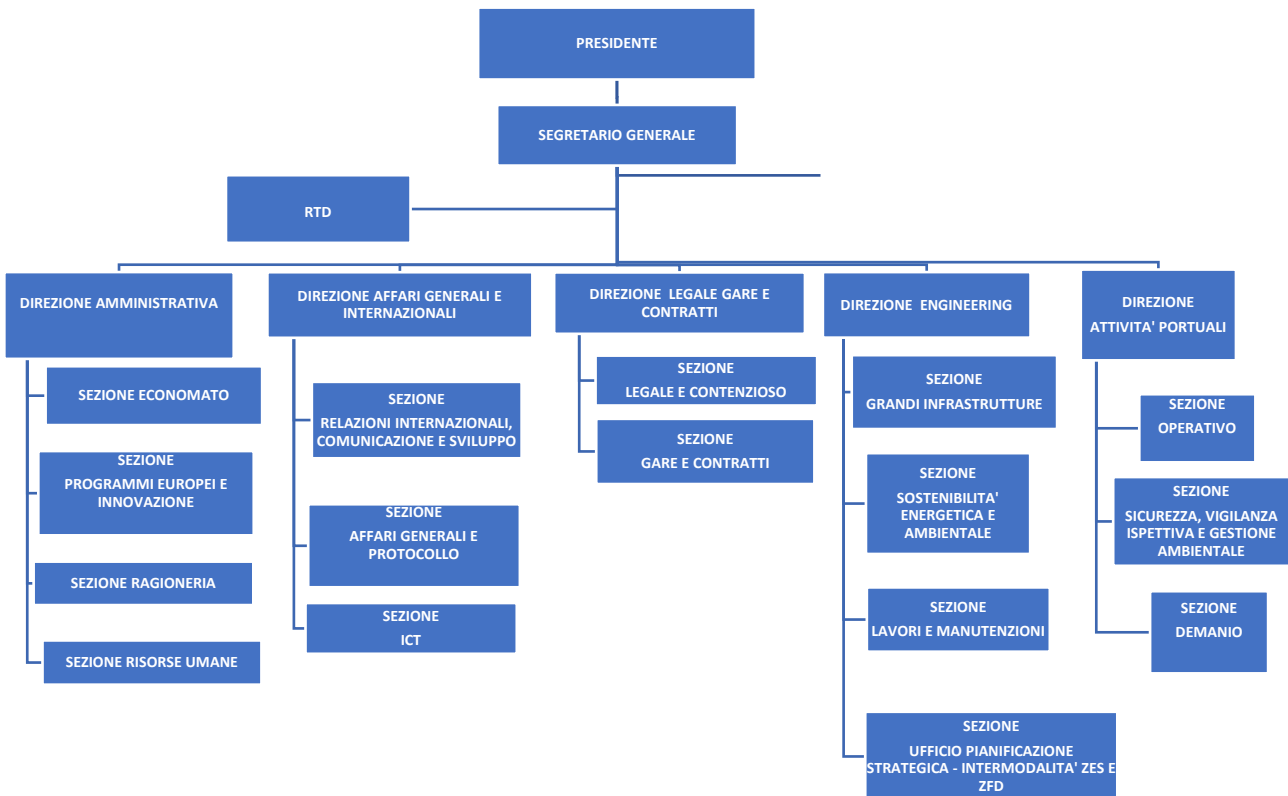 PRESIDENTE
SEGRETARIO GENERALE
RTD
DIREZIONE AMMINISTRATIVA
SEZIONE ECONOMATO
SEZIONE
PROGRAMMI EUROPEI E
INNOVAZIONE
SEZIONE RAGIONERIA
SEZIONE RISORSE UMANE
DIREZIONE AFFARI GENERALI E
INTERNAZIONALI
SEZIONE
RELAZIONI INTERNAZIONALI,
COMUNICAZIONE E SVILUPPO
SEZIONE
AFFARI GENERALI E
PROTOCOLLO
SEZIONE
ICT
DIREZIONE LEGALE GARE E
CONTRATTI
SEZIONE
LEGALE E CONTENZIOSO
SEZIONE
GARE E CONTRATTI
DIREZIONE ENGINEERING
SEZIONE
GRANDI INFRASTRUTTURE
SEZIONE
SOSTENIBILITA'
ENERGETICA E
AMBIENTALE
SEZIONE
LAVORI E MANUTENZIONI
SEZIONE
UFFICIO PIANIFICAZIONE
STRATEGICA - INTERMODALITA' ZES E
ZFD
DIREZIONE
ATTIVITA' PORTUALI
SEZIONE
OPERATIVO
SEZIONE
SICUREZZA, VIGILANZA
ISPETTIVA E GESTIONE
AMBIENTALE
SEZIONE
DEMANIO